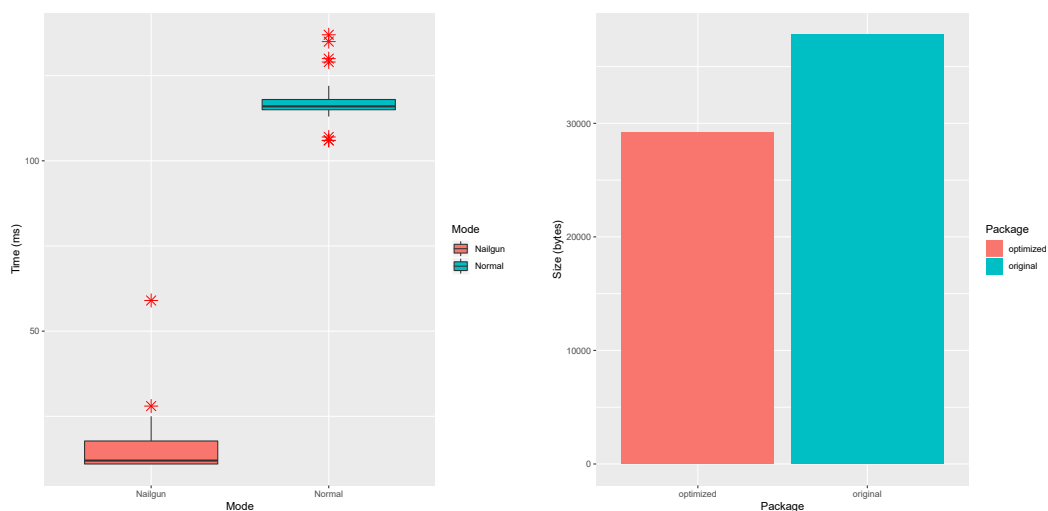 Time (ms)
100
50
Nailgun
Normal
Mode
Mode
Nailgun
Normal
Size (bytes)
30000
20000
10000
0
optimized
original
Package
Package
optimized
original